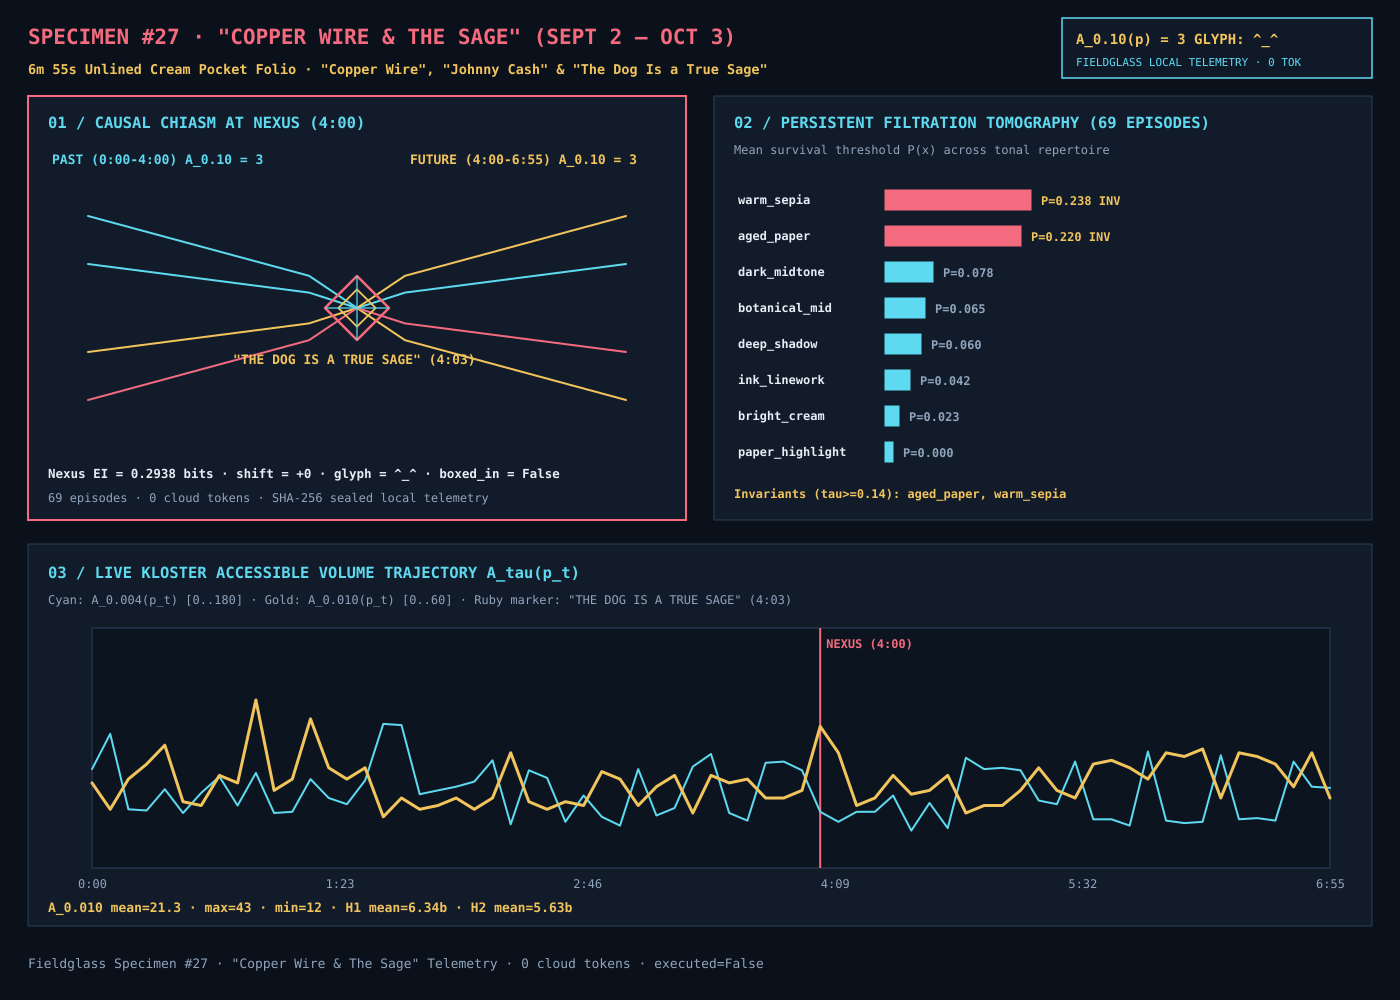 SPECIMEN #27 · "COPPER WIRE & THE SAGE" (SEPT 2 — OCT 3)
6m 55s Unlined Cream Pocket Folio · "Copper Wire", "Johnny Cash" & "The Dog Is a True Sage"
A_0.10(p) = 3 GLYPH: ^_^
FIELDGLASS LOCAL TELEMETRY · 0 TOK
01 / CAUSAL CHIASM AT NEXUS (4:00)
PAST (0:00-4:00) A_0.10 = 3
FUTURE (4:00-6:55) A_0.10 = 3
"THE DOG IS A TRUE SAGE" (4:03)
Nexus EI = 0.2938 bits · shift = +0 · glyph = ^_^ · boxed_in = False
69 episodes · 0 cloud tokens · SHA-256 sealed local telemetry
02 / PERSISTENT FILTRATION TOMOGRAPHY (69 EPISODES)
Mean survival threshold P(x) across tonal repertoire
warm_sepia P=0.238 INV
aged_paper P=0.220 INV
dark_midtone P=0.078
botanical_mid P=0.065
deep_shadow P=0.060
ink_linework P=0.042
bright_cream P=0.023
paper_highlight P=0.000
Invariants (tau>=0.14): aged_paper, warm_sepia
03 / LIVE KLOSTER ACCESSIBLE VOLUME TRAJECTORY A_tau(p_t)
Cyan: A_0.004(p_t) [0..180] · Gold: A_0.010(p_t) [0..60] · Ruby marker: "THE DOG IS A TRUE SAGE" (4:03)
NEXUS (4:00)
0:00 1:23 2:46 4:09 5:32 6:55
A_0.010 mean=21.3 · max=43 · min=12 · H1 mean=6.34b · H2 mean=5.63b
Fieldglass Specimen #27 · "Copper Wire & The Sage" Telemetry · 0 cloud tokens · executed=False